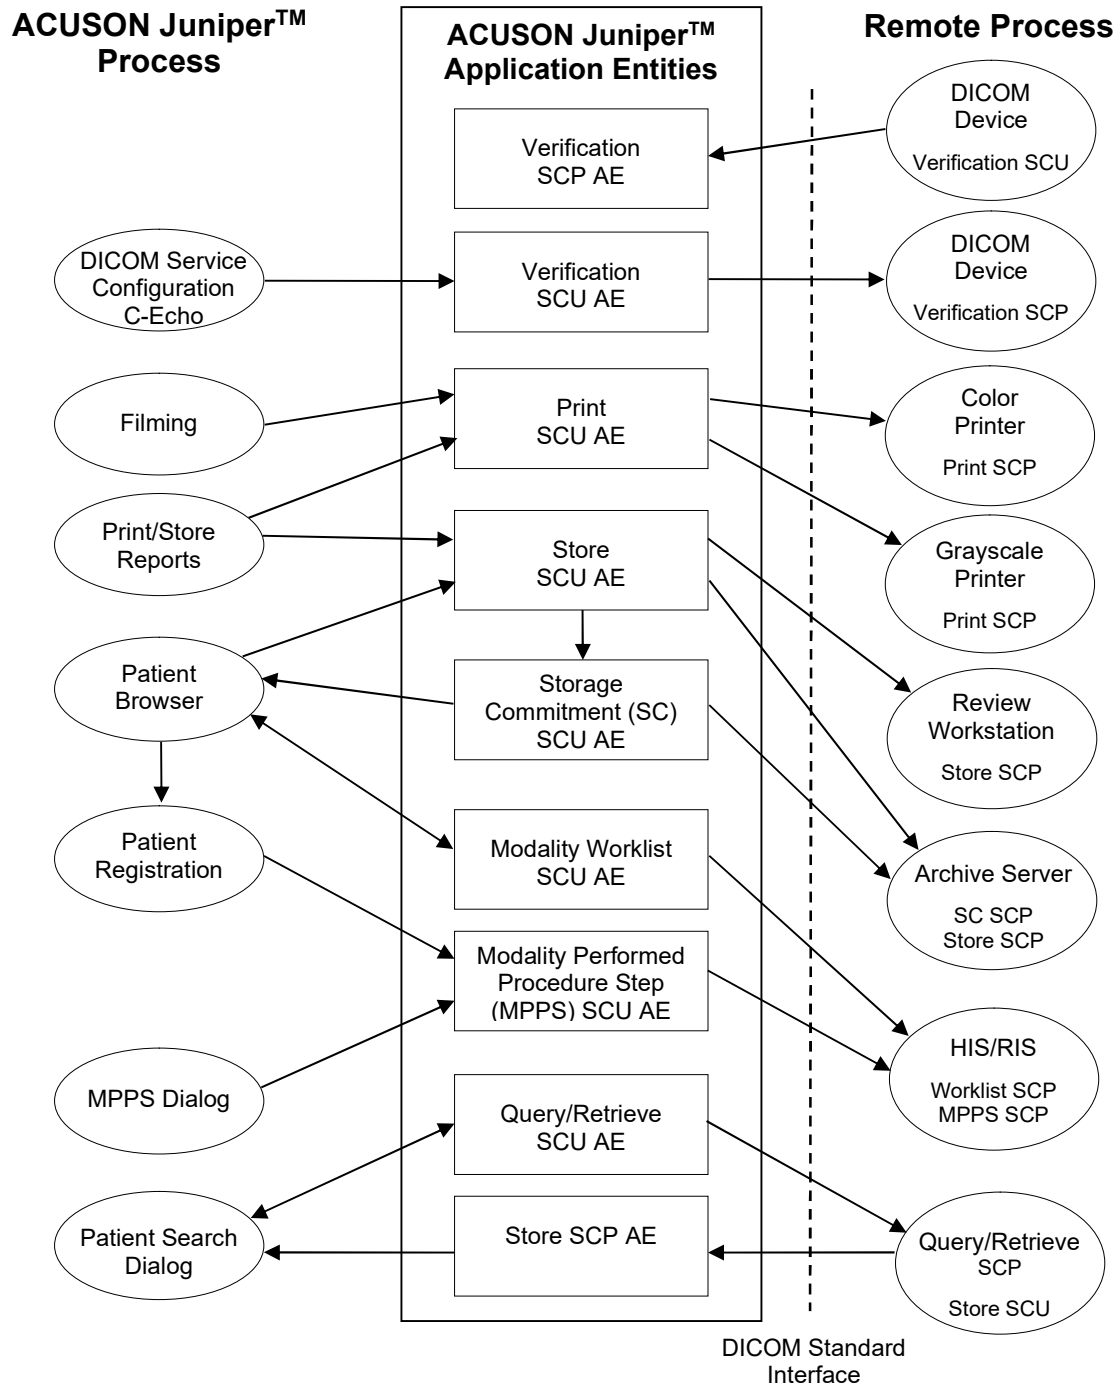 ACUSON Juniper™
Process
ACUSON Juniper™
Application Entities
Remote Process
Verification
SCP AE
DICOM
Device
Verification SCU
DICOM Service
Configuration
C-Echo
Verification
SCU AE
DICOM
Device
Verification SCP
Filming
Print
SCU AE
Color
Printer
Print SCP
Print/Store
Reports
Store
SCU AE
Grayscale
Printer
Print SCP
Patient
Browser
Storage
Commitment (SC)
SCU AE
Review
Workstation
Store SCP
Patient
Registration
Modality Worklist
SCU AE
Archive Server
SC SCP
Store SCP
Modality Performed
Procedure Step
(MPPS) SCU AE
HIS/RIS
Worklist SCP
MPPS SCP
MPPS Dialog
Query/Retrieve
SCU AE
Patient Search
Dialog
Store SCP AE
Query/Retrieve
SCP
Store SCU
DICOM Standard
Interface